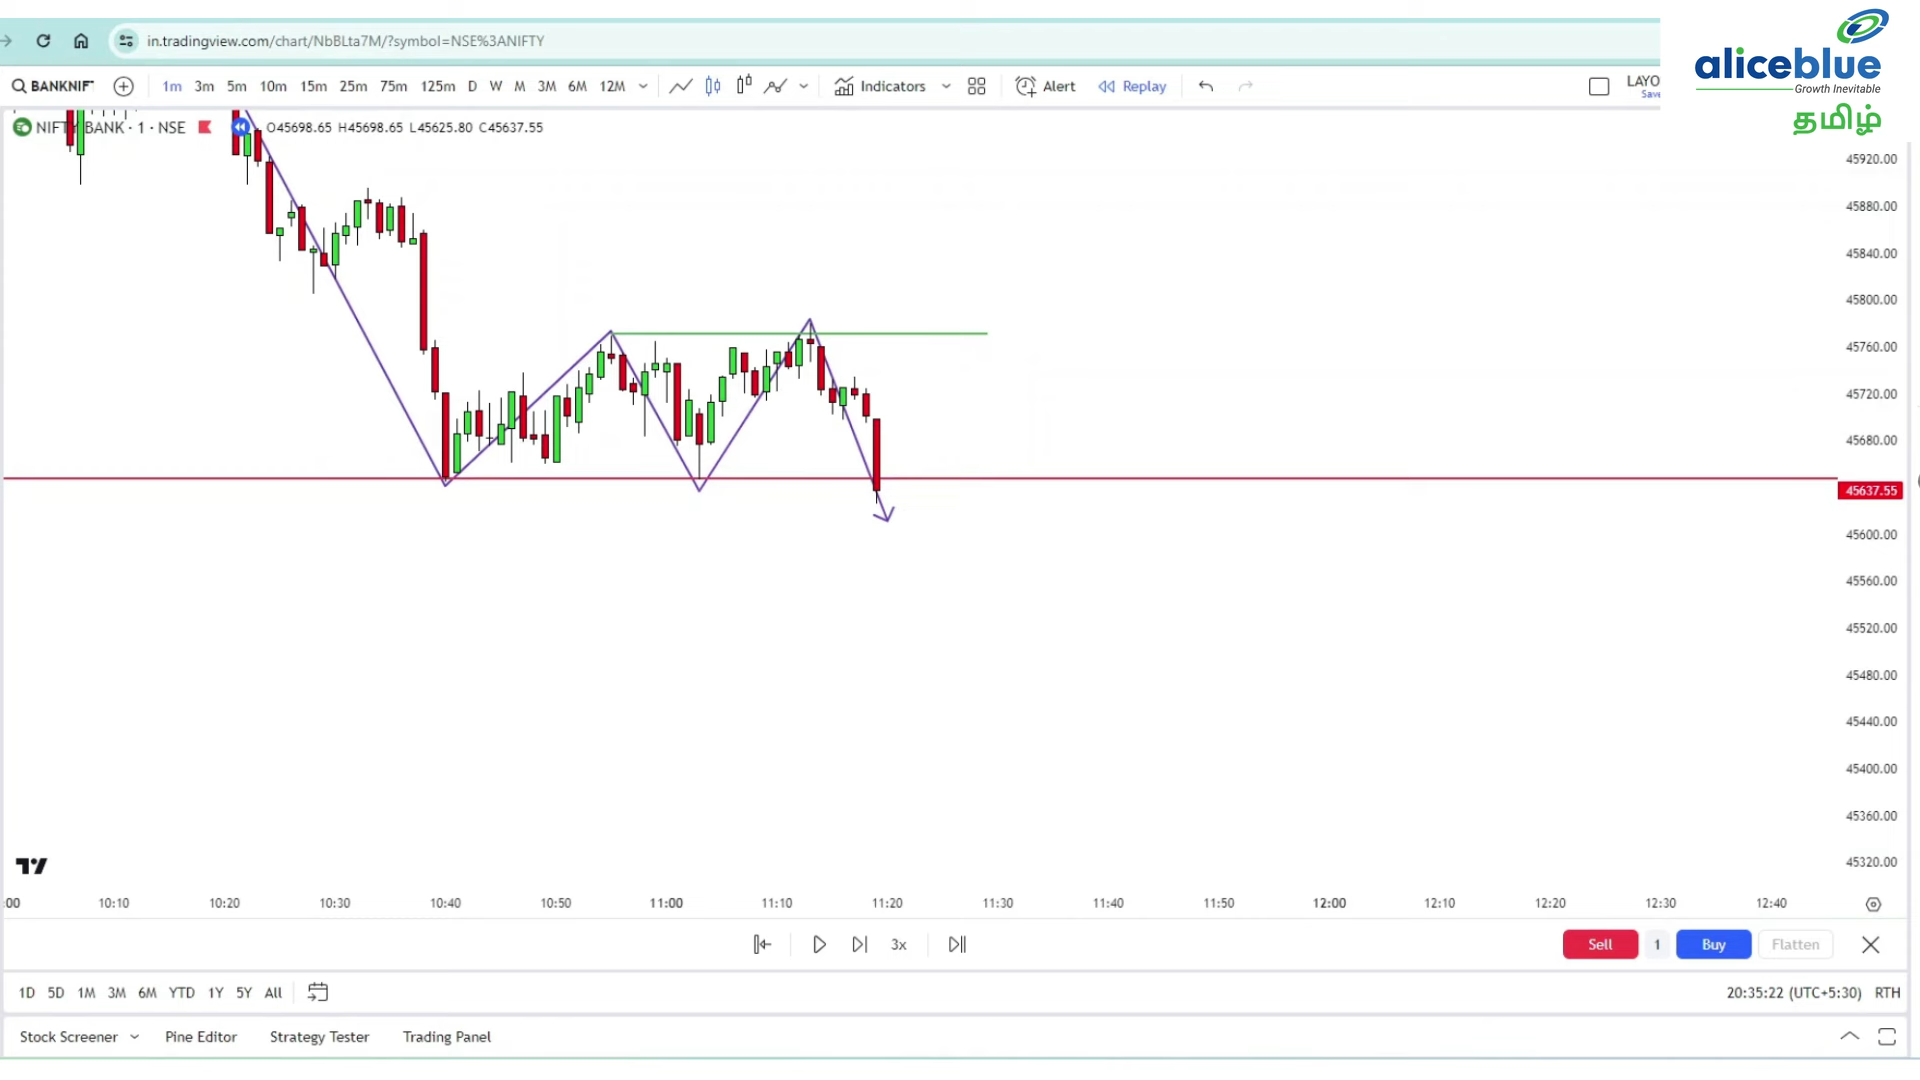 in.tradingview.com/chart/NbBLta7M/?symbol=NSE%3ANIFTY
aliceblue
Growth Inevitable
தமிழ்
BANKNIFT 1m 3m 5m 10m 15m 25m 75m 125m D W M 3M 6M 12M Indicators Alert Replay LAYO
Save
NIFTY BANK · 1 · NSE O45698.65 H45698.65 L45625.80 C45637.55
45920.00
45880.00
45840.00
45800.00
45760.00
45720.00
45680.00
45637.55
45600.00
45560.00
45520.00
45480.00
45440.00
45400.00
45360.00
45320.00
:00 10:10 10:20 10:30 10:40 10:50 11:00 11:10 11:20 11:30 11:40 11:50 12:00 12:10 12:20 12:30 12:40
3x Sell 1 Buy Flatten
1D 5D 1M 3M 6M YTD 1Y 5Y All 20:35:22 (UTC+5:30) RTH
Stock Screener Pine Editor Strategy Tester Trading Panel